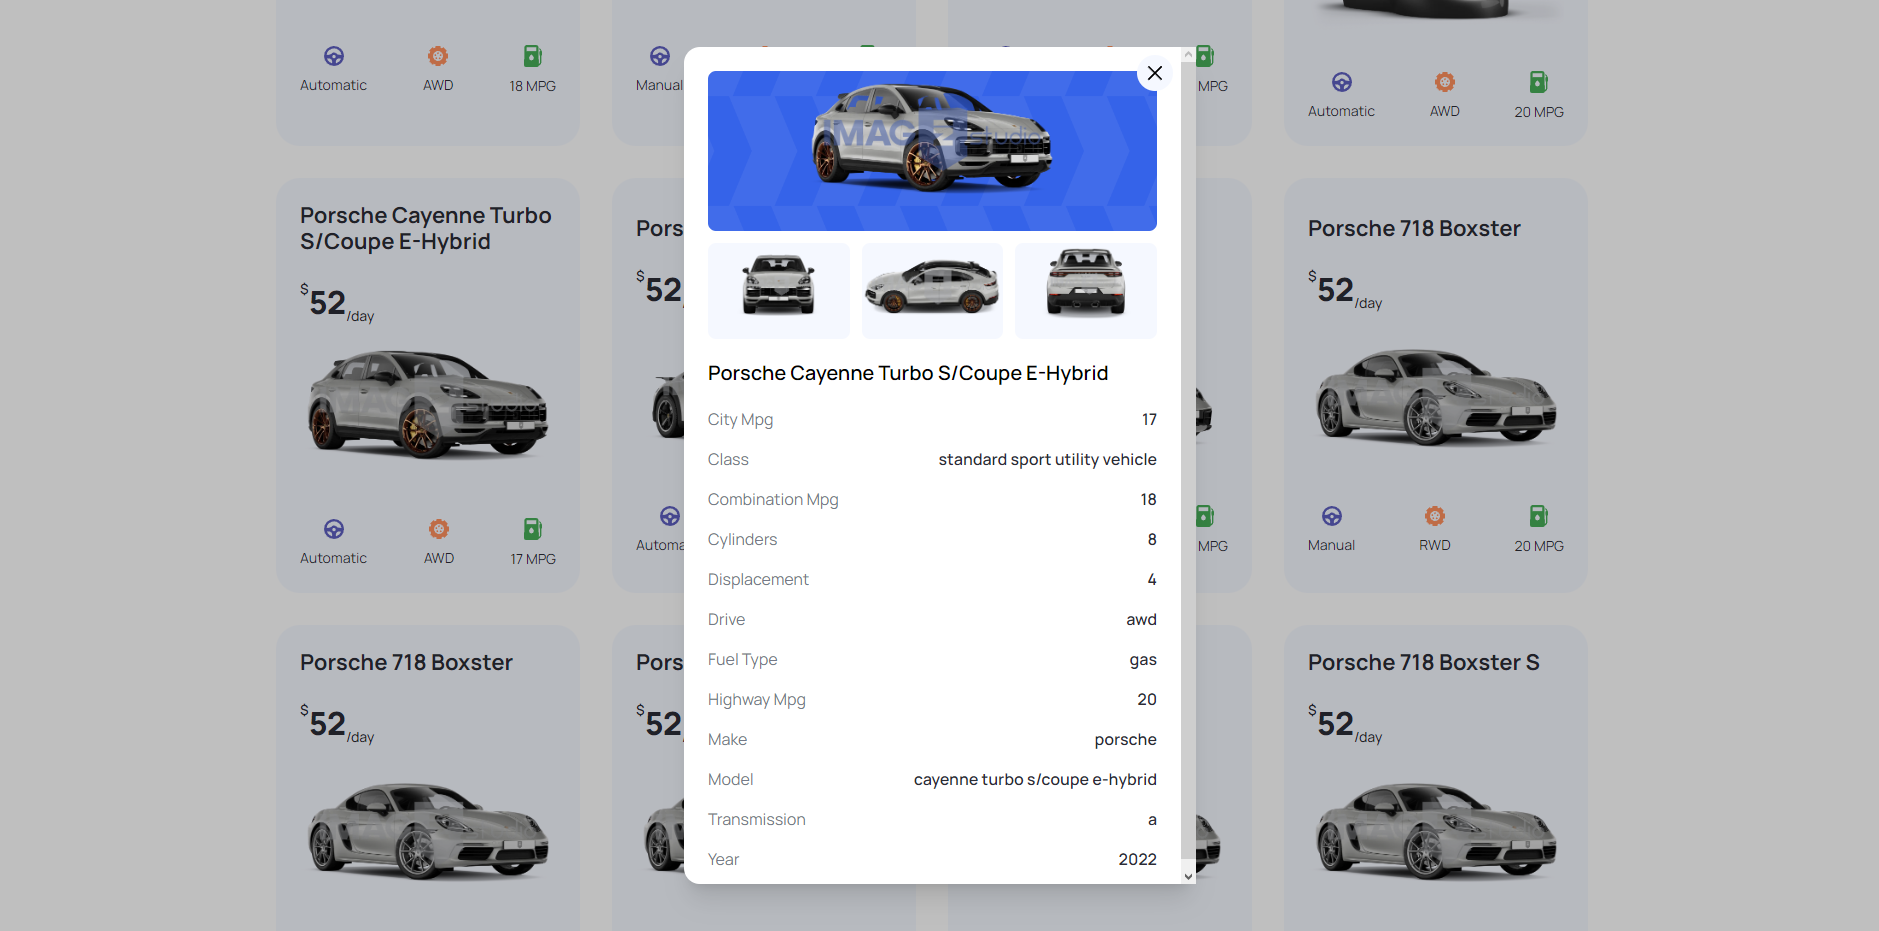 Automatic
AWD
18 MPG
Manual
MPG
Automatic
AWD
20 MPG
Porsche Cayenne Turbo
S/Coupe E-Hybrid
$52/day
Automatic
AWD
17 MPG
Pors
$52
Automa
MPG
Porsche 718 Boxster
$52/day
Manual
RWD
20 MPG
Porsche 718 Boxster
$52/day
Pors
$52
Porsche 718 Boxster S
$52/day
IMAGIN studio
Porsche Cayenne Turbo S/Coupe E-Hybrid
City Mpg 17
Class standard sport utility vehicle
Combination Mpg 18
Cylinders 8
Displacement 4
Drive awd
Fuel Type gas
Highway Mpg 20
Make porsche
Model cayenne turbo s/coupe e-hybrid
Transmission a
Year 2022